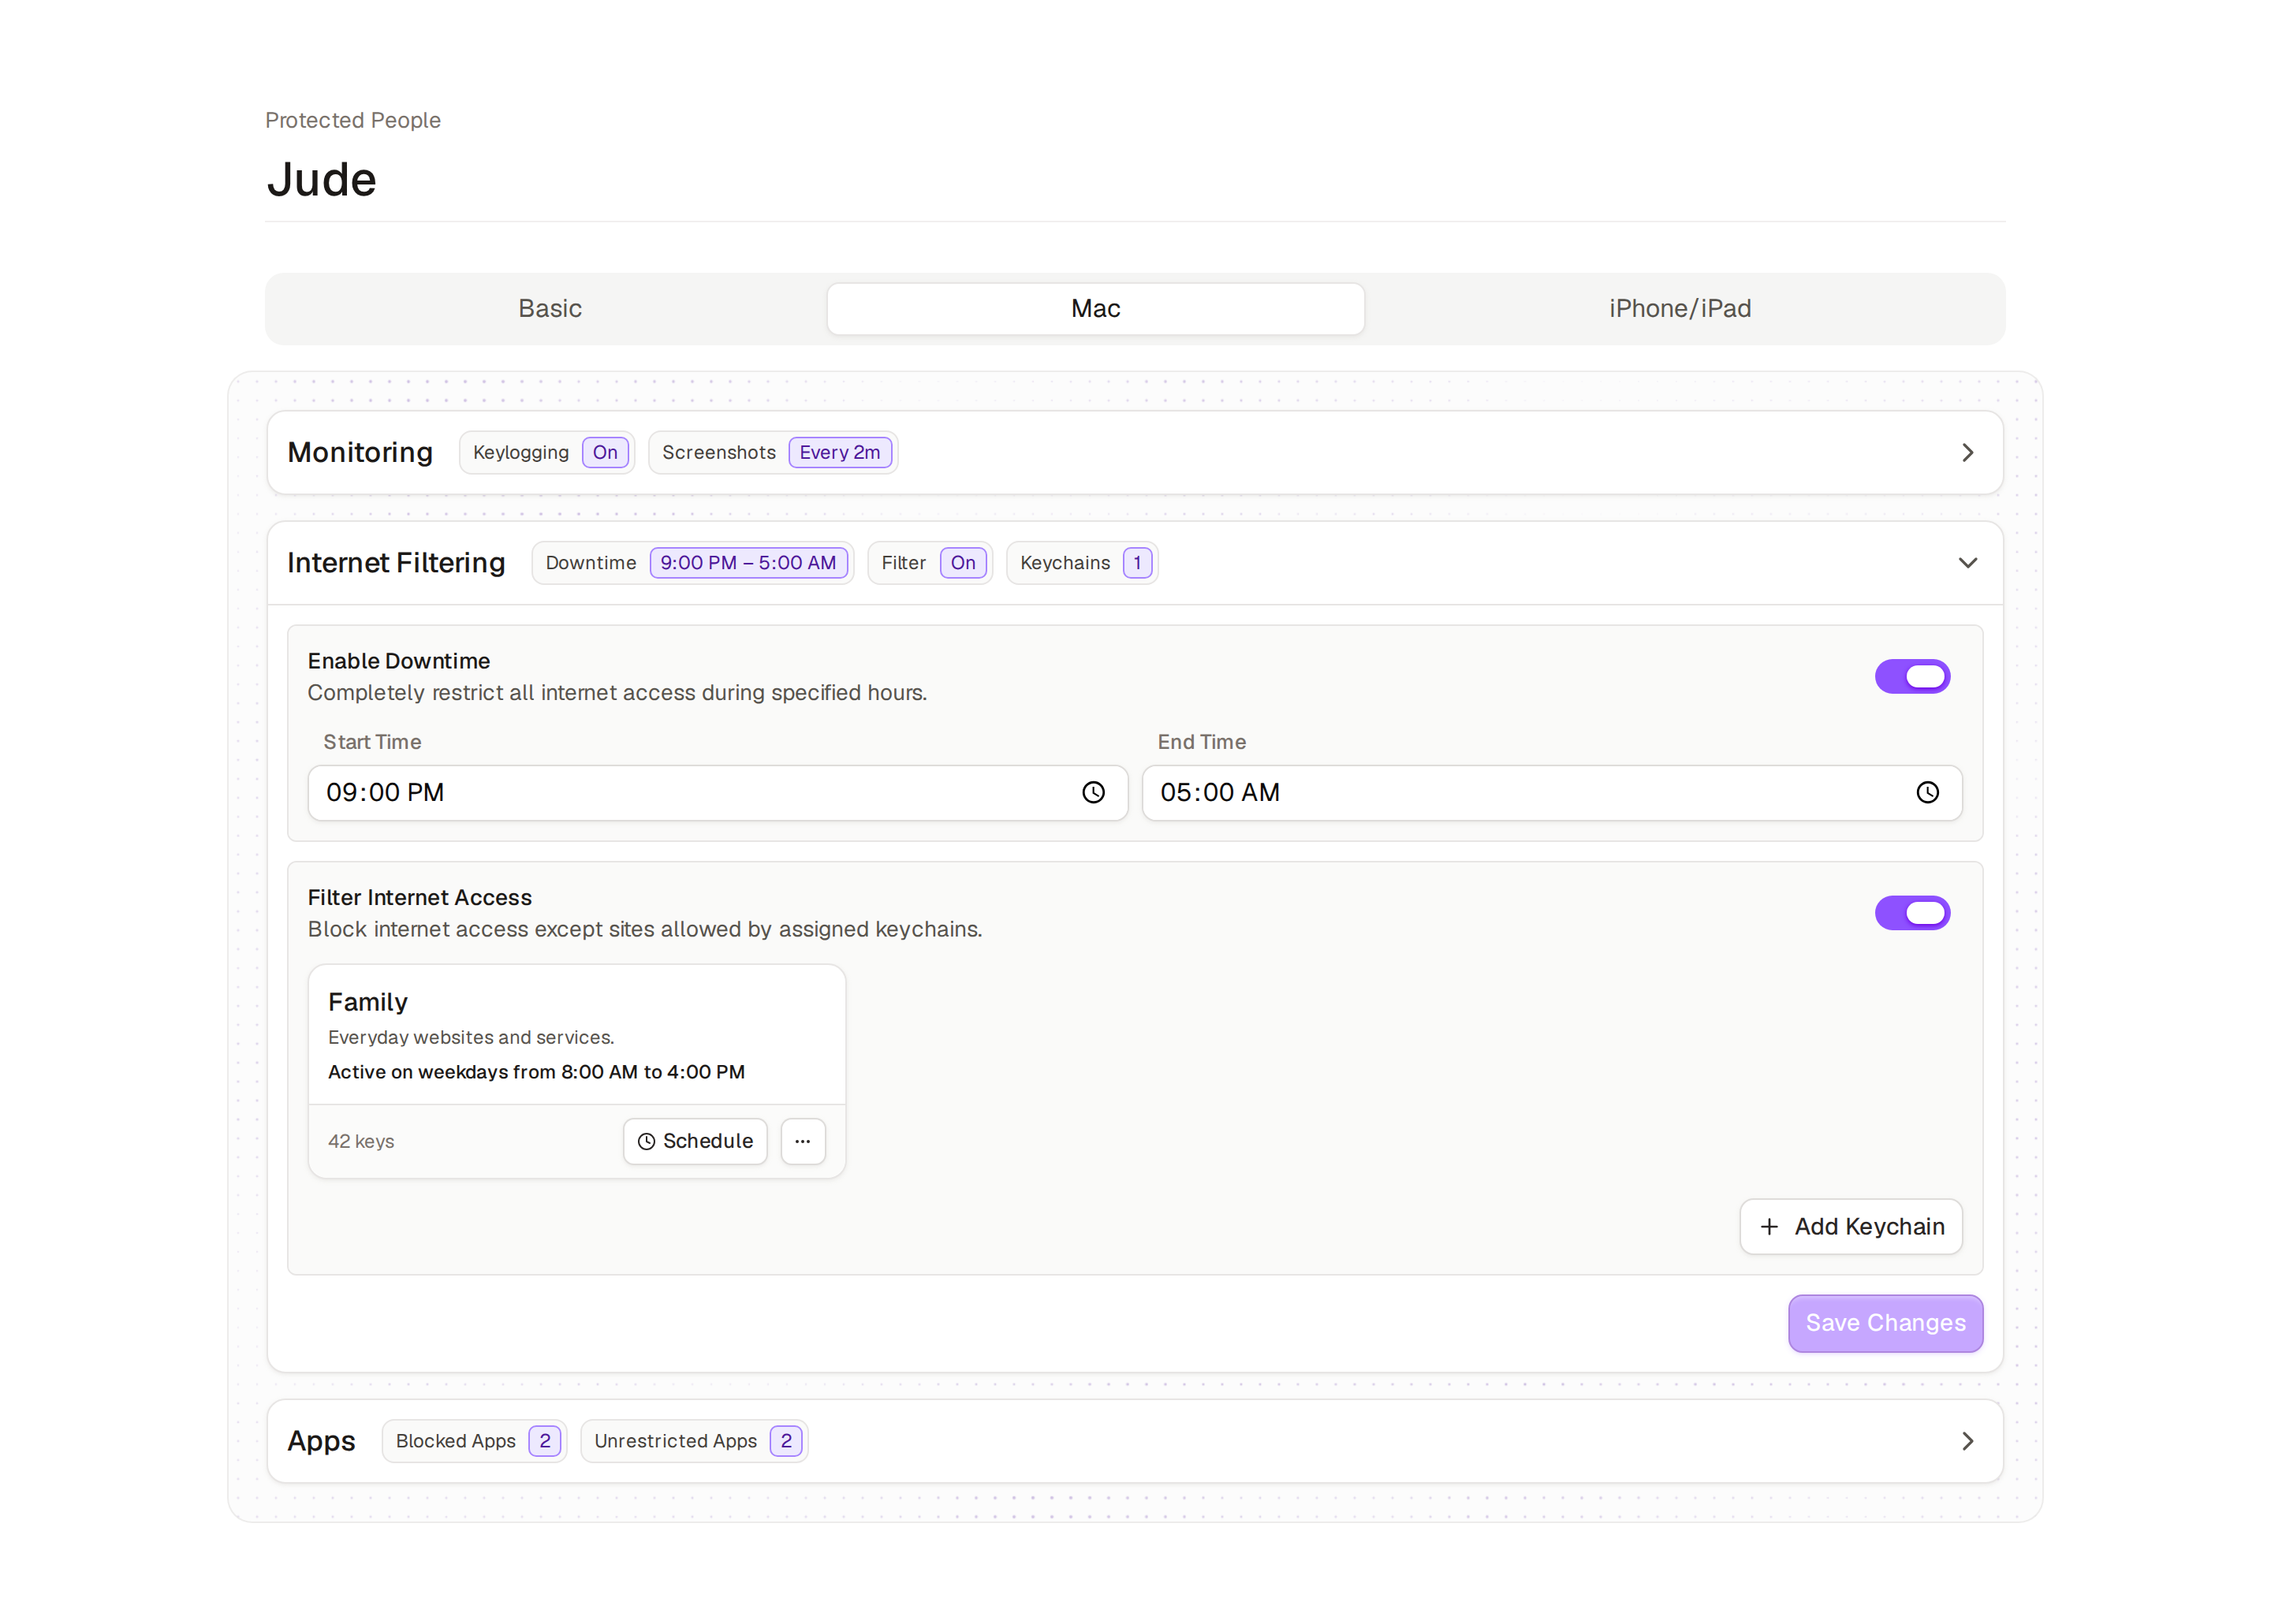 Protected People
Jude
Basic
Mac
iPhone/iPad
Monitoring
Keylogging On
Screenshots Every 2m
Internet Filtering
Downtime 9:00 PM – 5:00 AM
Filter On
Keychains 1
Enable Downtime
Completely restrict all internet access during specified hours.
Start Time
End Time
09:00 PM
05:00 AM
Filter Internet Access
Block internet access except sites allowed by assigned keychains.
Family
Everyday websites and services.
Active on weekdays from 8:00 AM to 4:00 PM
42 keys
Schedule
Add Keychain
Save Changes
Apps
Blocked Apps 2
Unrestricted Apps 2